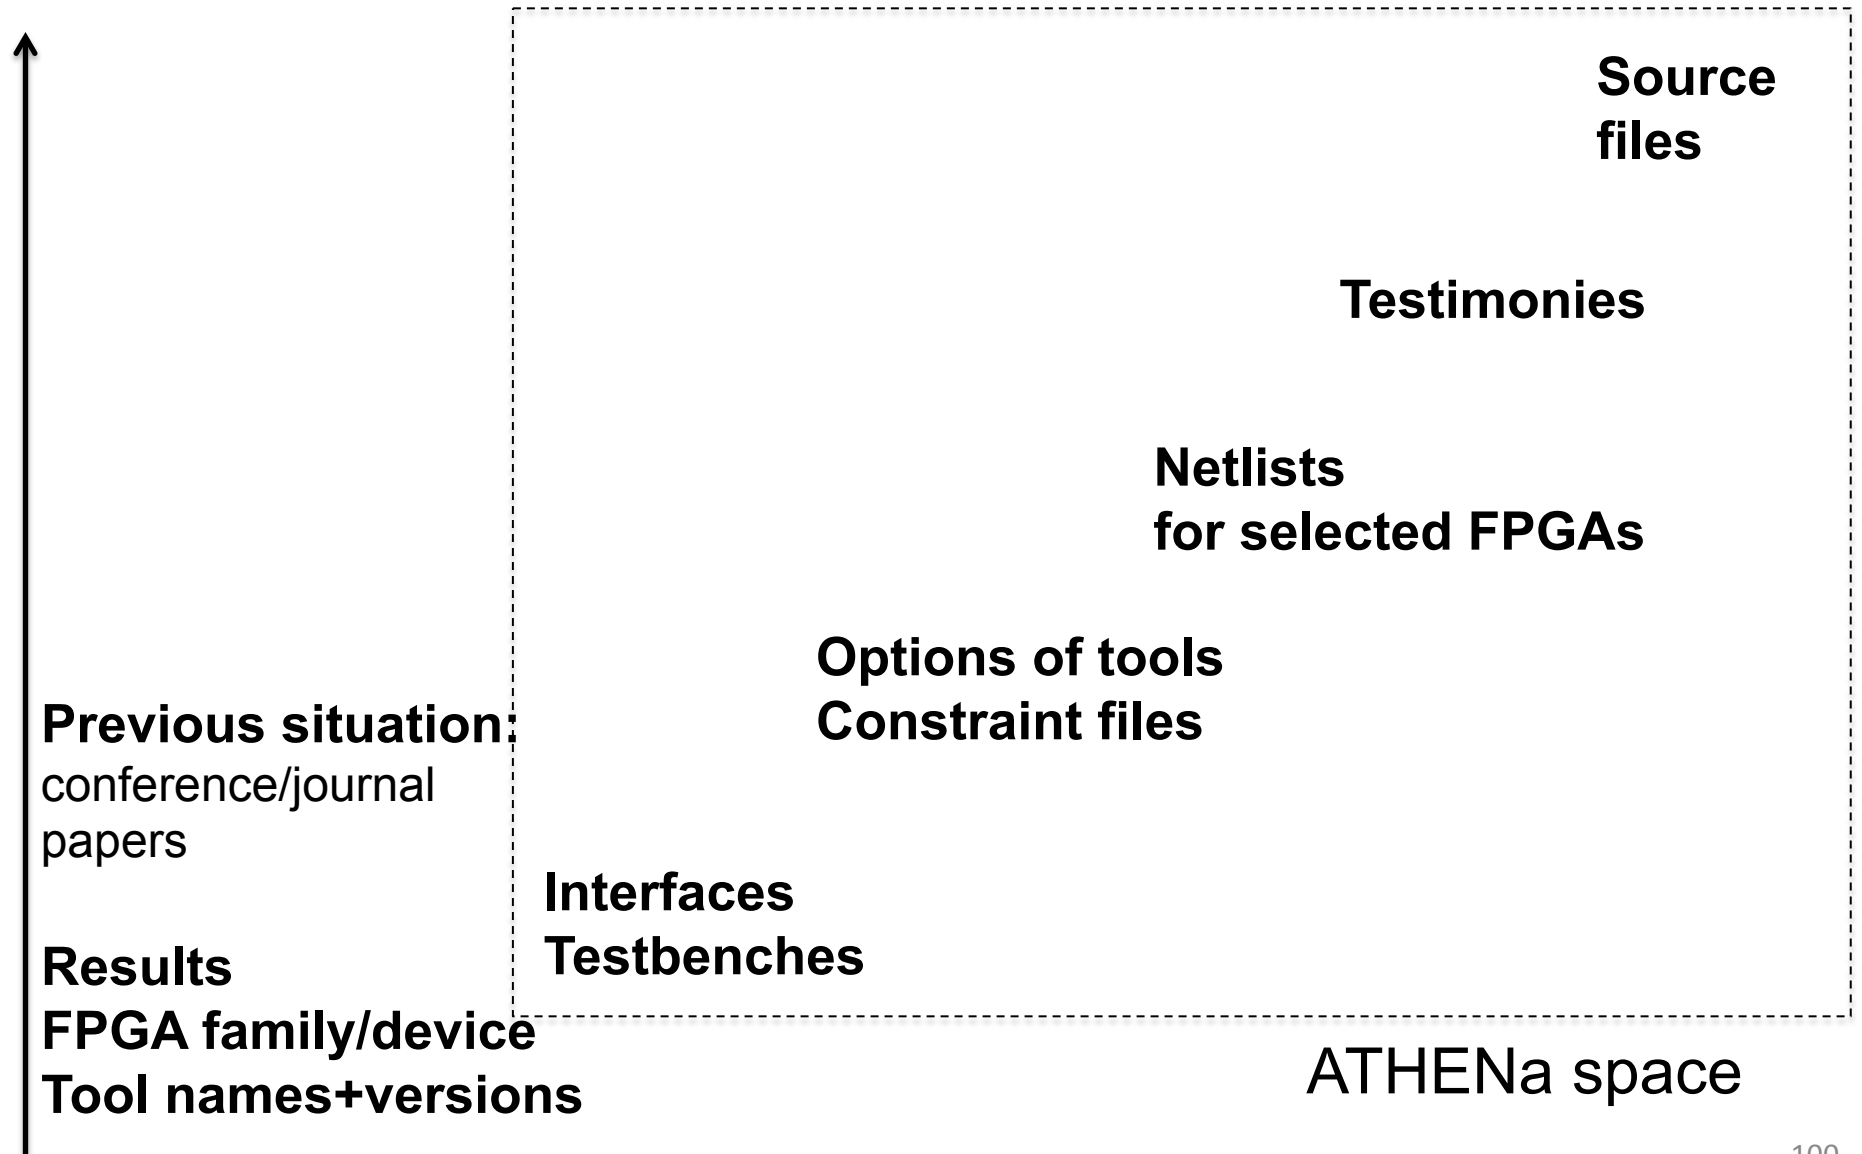 Source
files
Testimonies
Netlists
for selected FPGAs
Options of tools
Constraint files
Previous situation:
conference/journal
papers
Interfaces
Testbenches
Results
FPGA family/device
Tool names+versions
ATHENa space
100